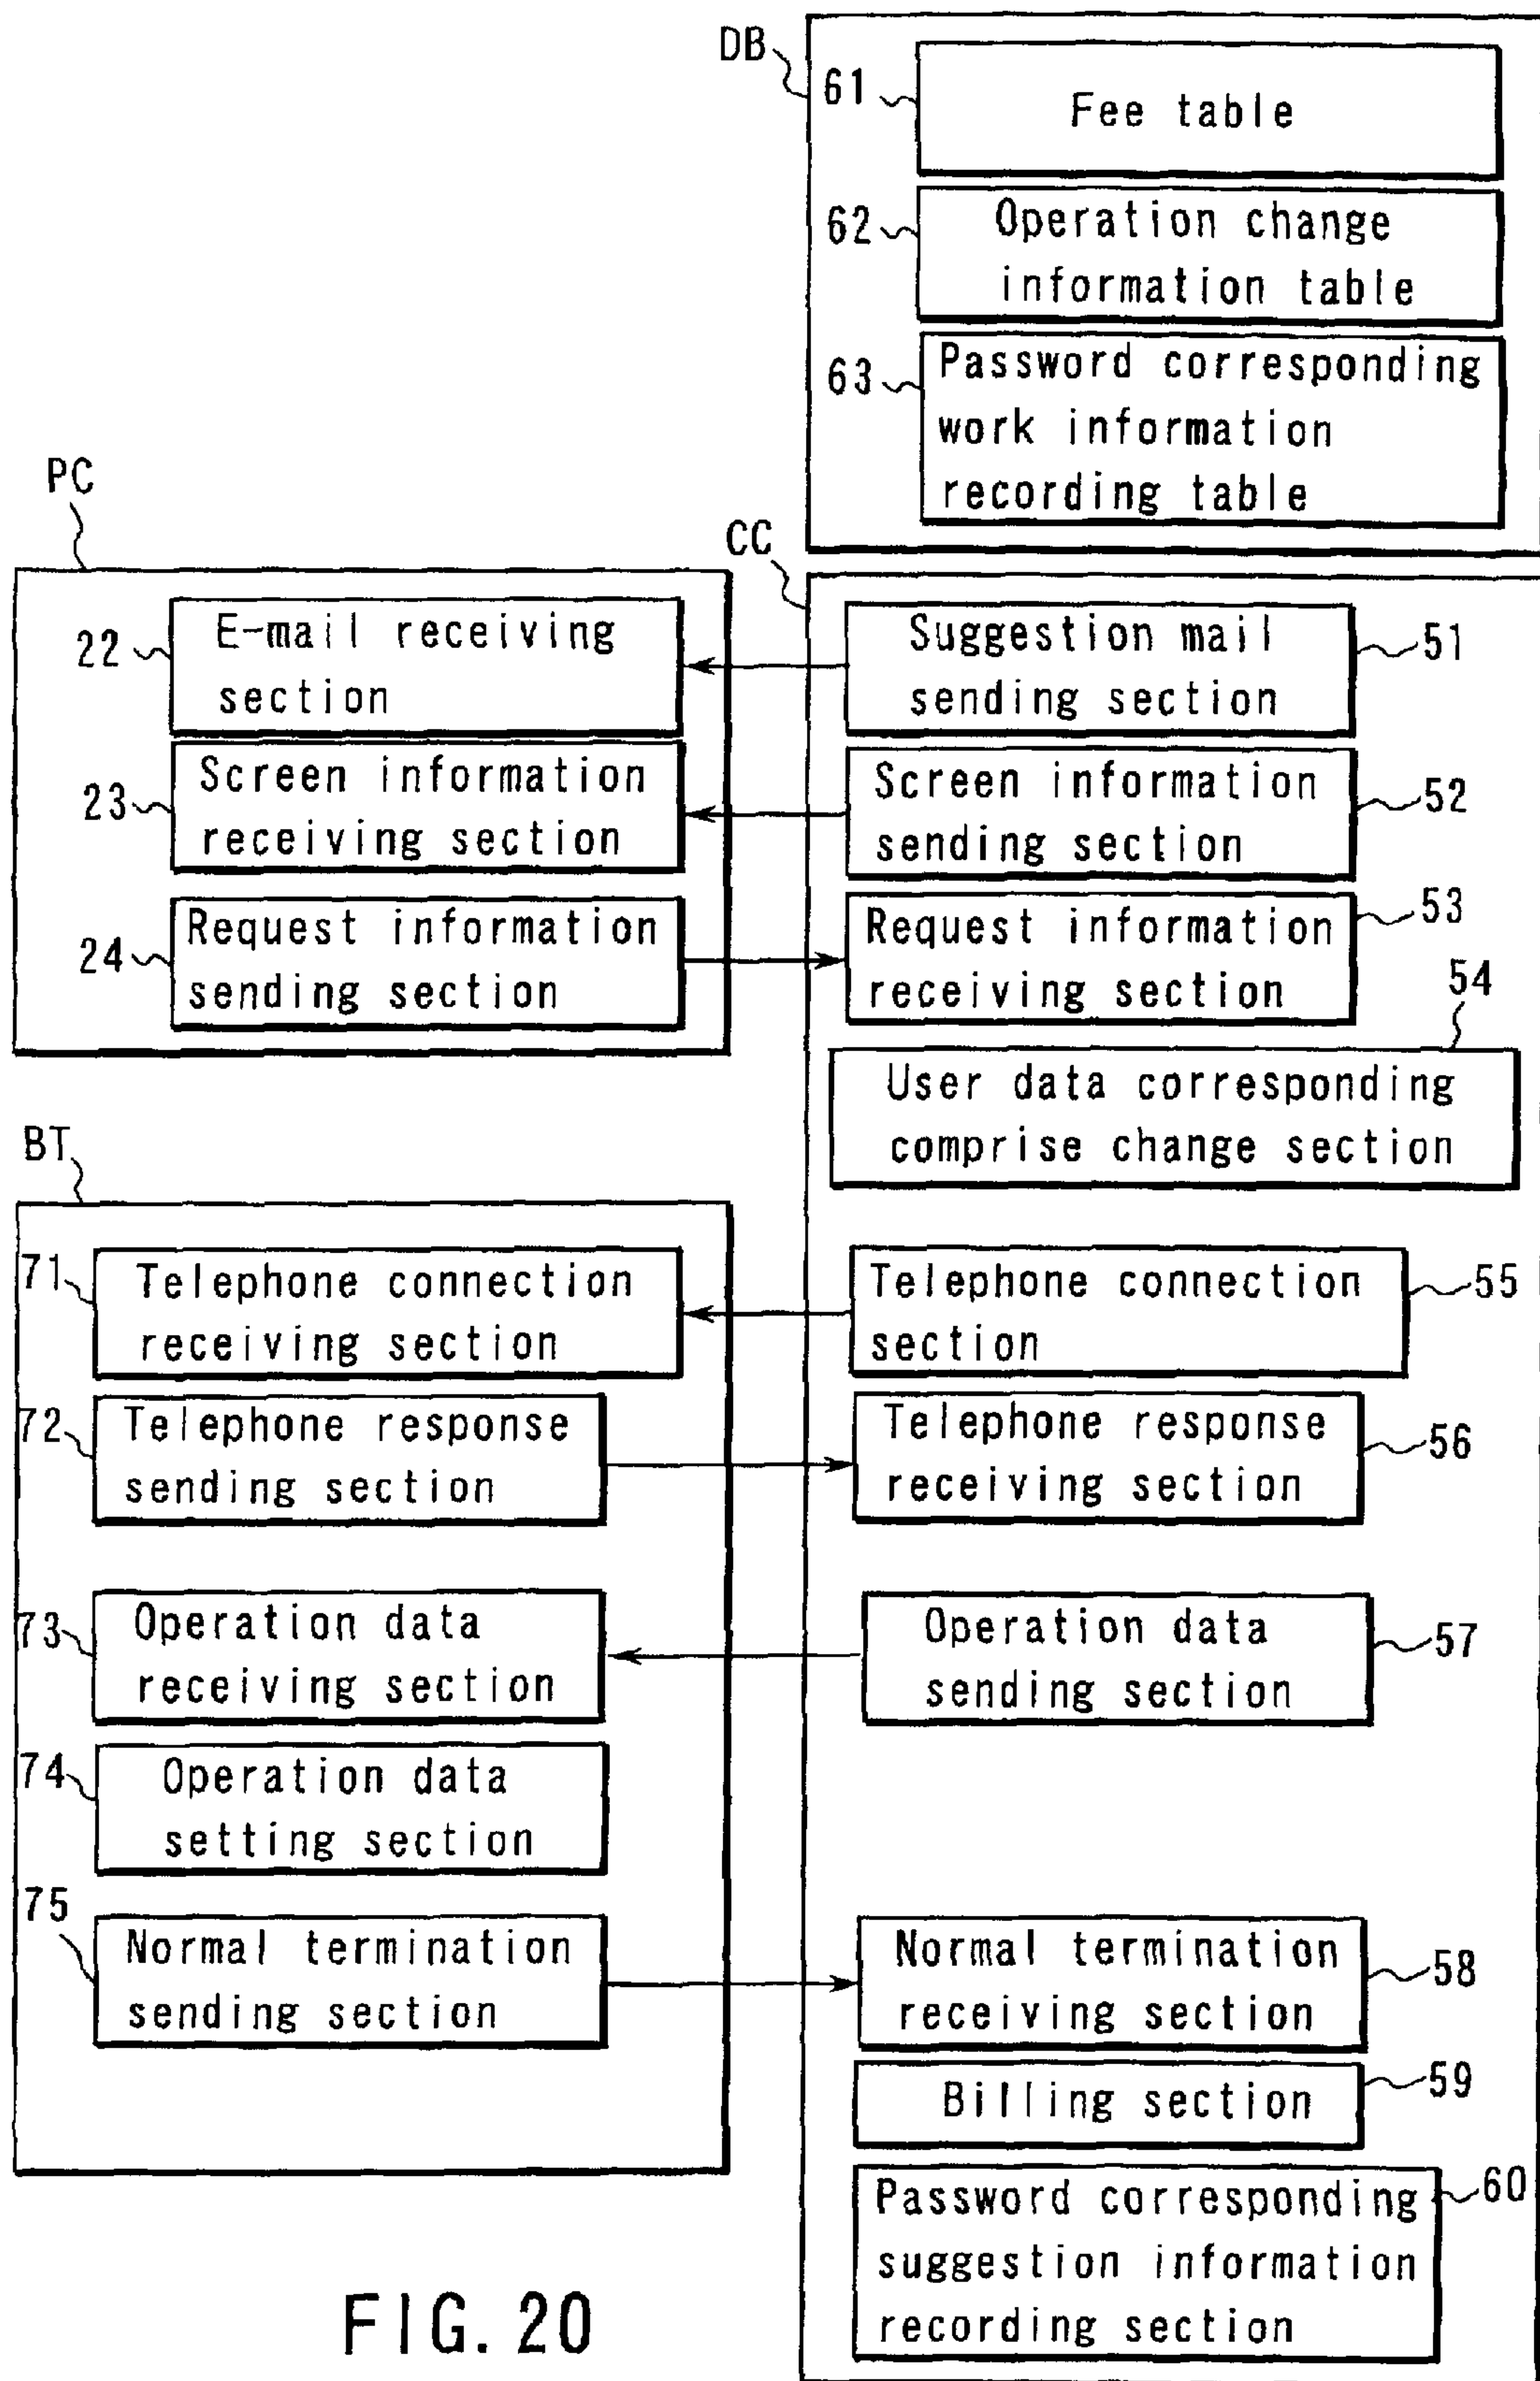 DB
61
Fee table
62
Operation change
information table
63
Password corresponding
work information
recording table
PC
22
E-mail receiving
section
23
Screen information
receiving section
24
Request information
sending section
CC
Suggestion mail
sending section
51
Screen information
sending section
52
Request information
receiving section
53
54
User data corresponding
comprise change section
BT
71
Telephone connection
receiving section
72
Telephone response
sending section
73
Operation data
receiving section
74
Operation data
setting section
75
Normal termination
sending section
Telephone connection
section
55
Telephone response
receiving section
56
Operation data
sending section
57
Normal termination
receiving section
58
Billing section
59
Password corresponding
suggestion information
recording section
60
FIG. 20